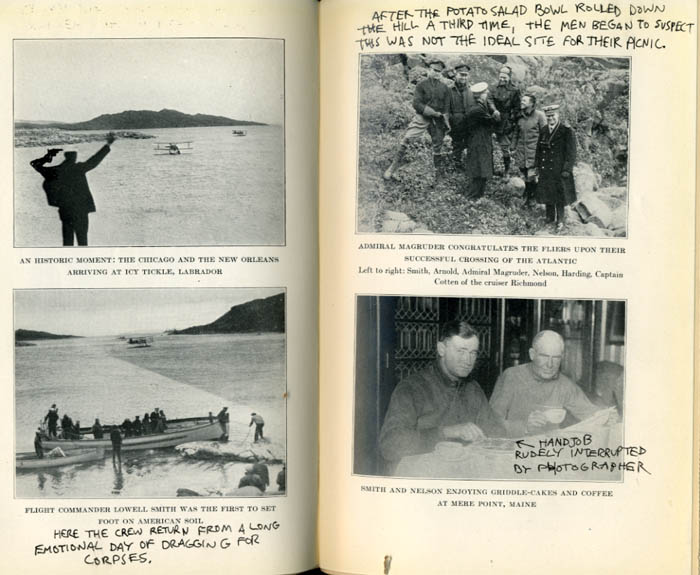 AN HISTORIC MOMENT: THE CHICAGO AND THE NEW ORLEANS
ARRIVING AT ICY TICKLE, LABRADOR
FLIGHT COMMANDER LOWELL SMITH WAS THE FIRST TO SET
FOOT ON AMERICAN SOIL
HERE THE CREW RETURN FROM A LONG
EMOTIONAL DAY OF DRAGGING FOR
CORPSES.
AFTER THE POTATO SALAD BOWL ROLLED DOWN
THE HILL A THIRD TIME, THE MEN BEGAN TO SUSPECT
THIS WAS NOT THE IDEAL SITE FOR THEIR PICNIC.
ADMIRAL MAGRUDER CONGRATULATES THE FLIERS UPON THEIR
SUCCESSFUL CROSSING OF THE ATLANTIC
Left to right: Smith, Arnold, Admiral Magruder, Nelson, Harding, Captain
Cotten of the cruiser Richmond
HANDJOB
RUDELY INTERRUPTED
BY PHOTOGRAPHER
SMITH AND NELSON ENJOYING GRIDDLE-CAKES AND COFFEE
AT MERE POINT, MAINE